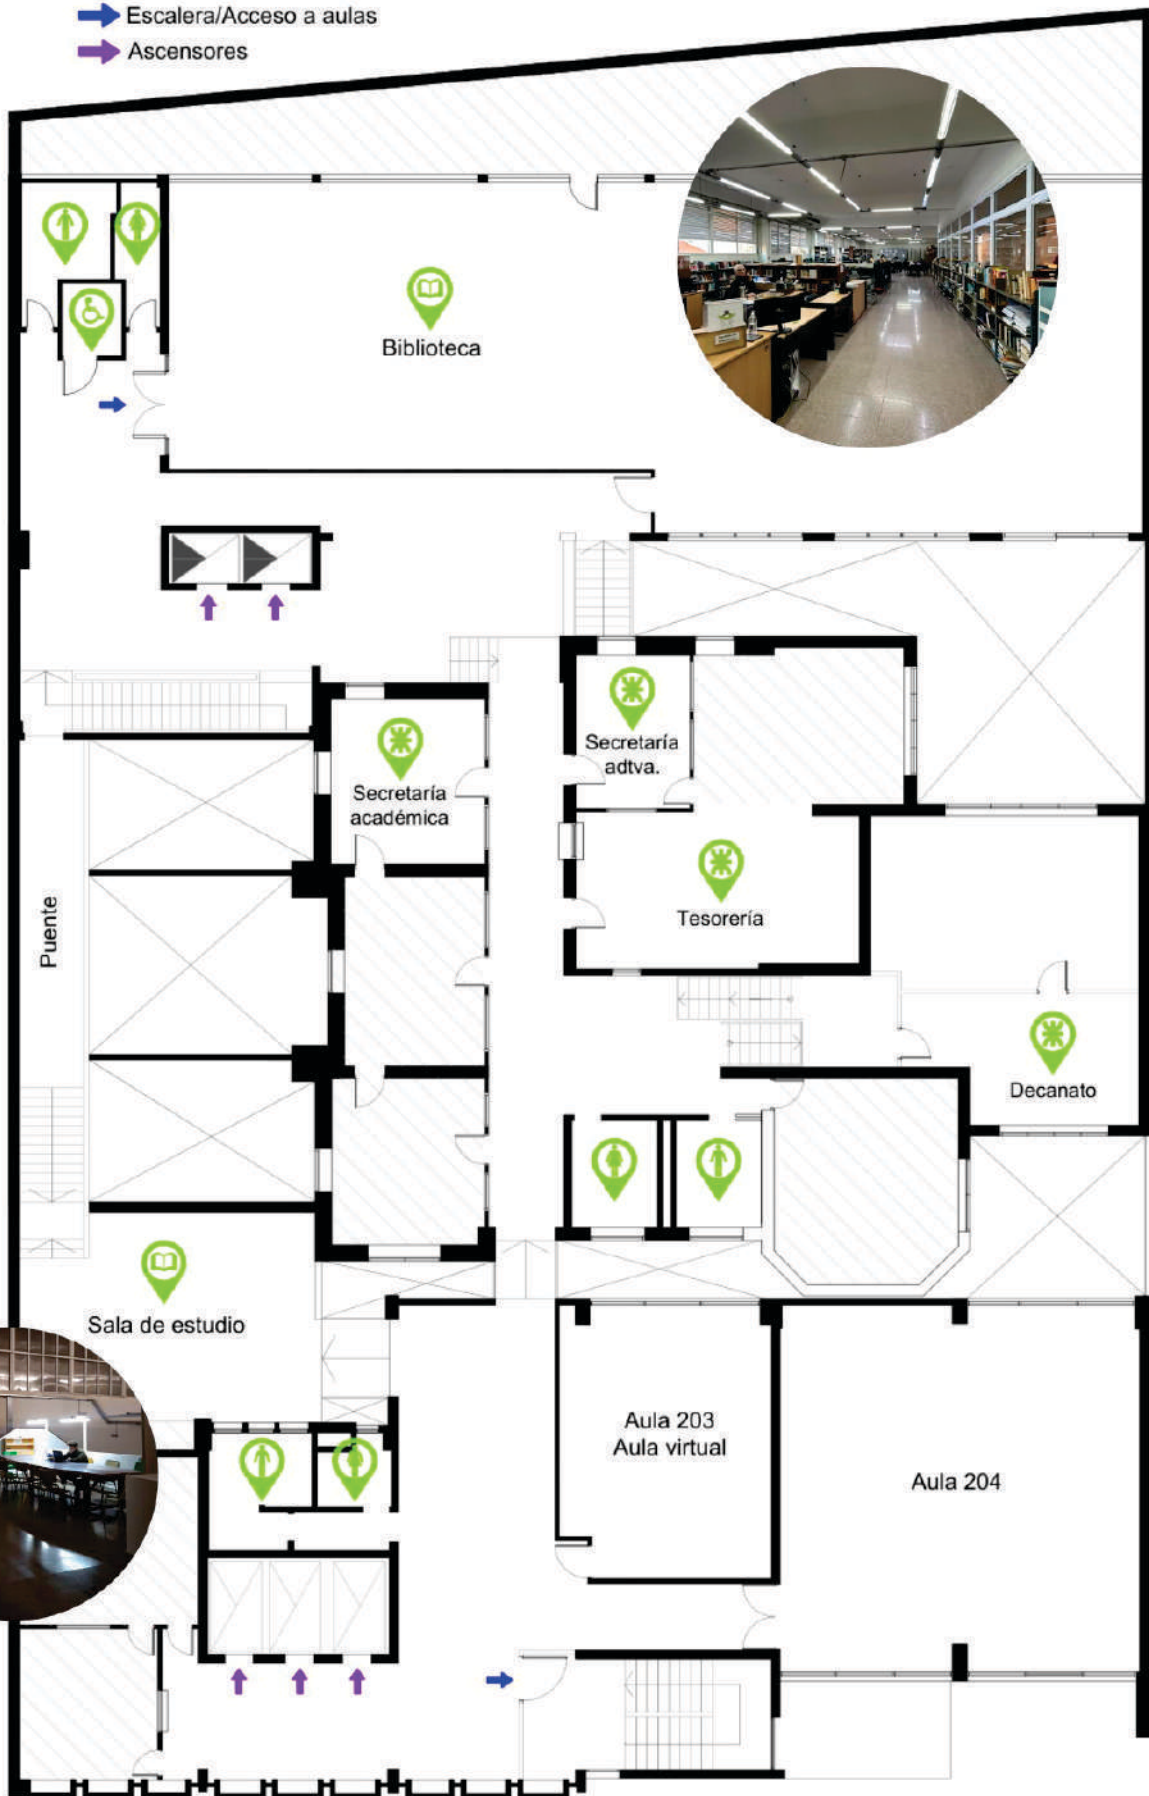 Escalera/Acceso a aulas
Ascensores
Biblioteca
Secretaría
adtva.
Secretaría
académica
Tesorería
Puente
Decanato
Sala de estudio
Aula 203
Aula virtual
Aula 204